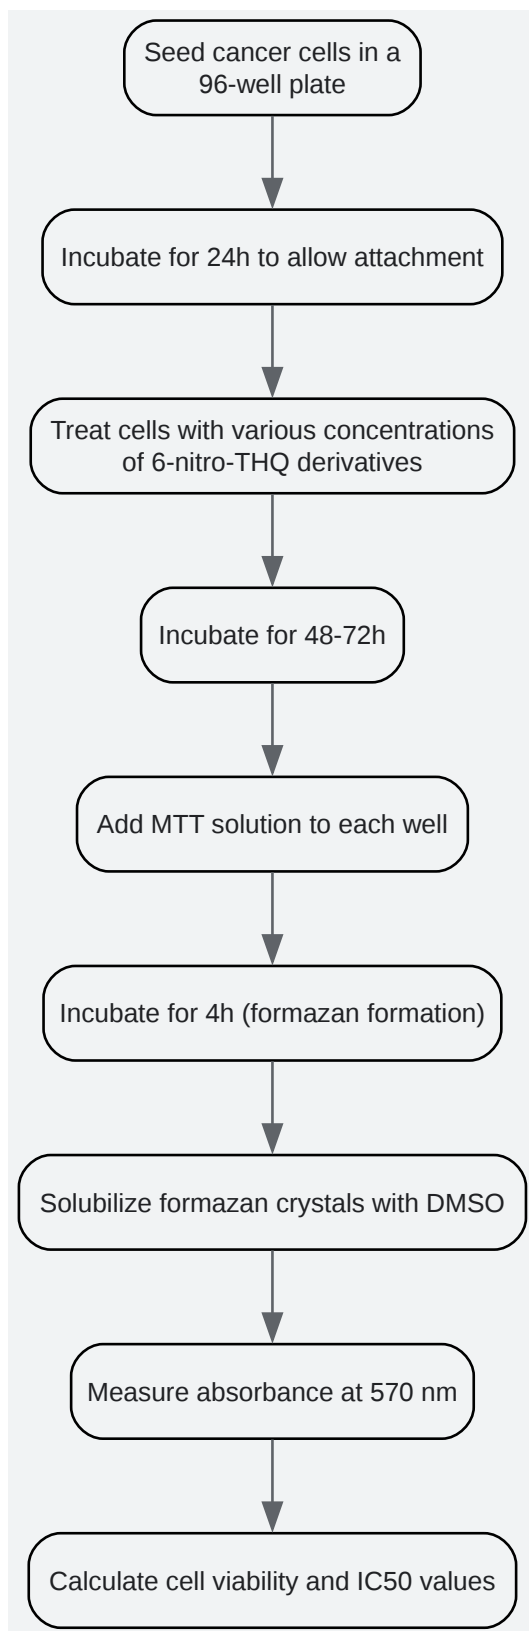 Seed cancer cells in a
96-well plate
Incubate for 24h to allow attachment
Treat cells with various concentrations
of 6-nitro-THQ derivatives
Incubate for 48-72h
Add MTT solution to each well
Incubate for 4h (formazan formation)
Solubilize formazan crystals with DMSO
Measure absorbance at 570 nm
Calculate cell viability and IC50 values